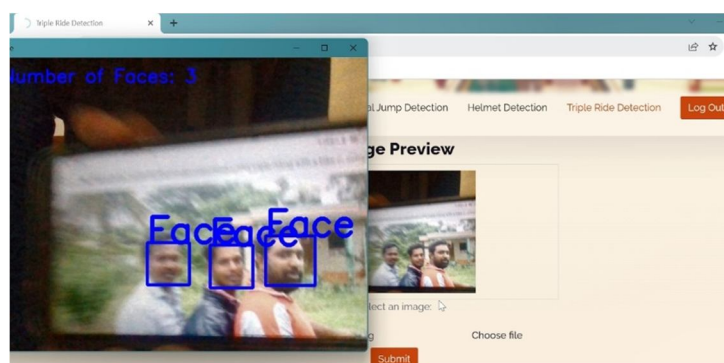 Triple Ride Detection
Number of Faces: 3
al Jump Detection Helmet Detection Triple Ride Detection Log Out
ge Preview
Face Face Face
lect an image:
g Choose file
Submit